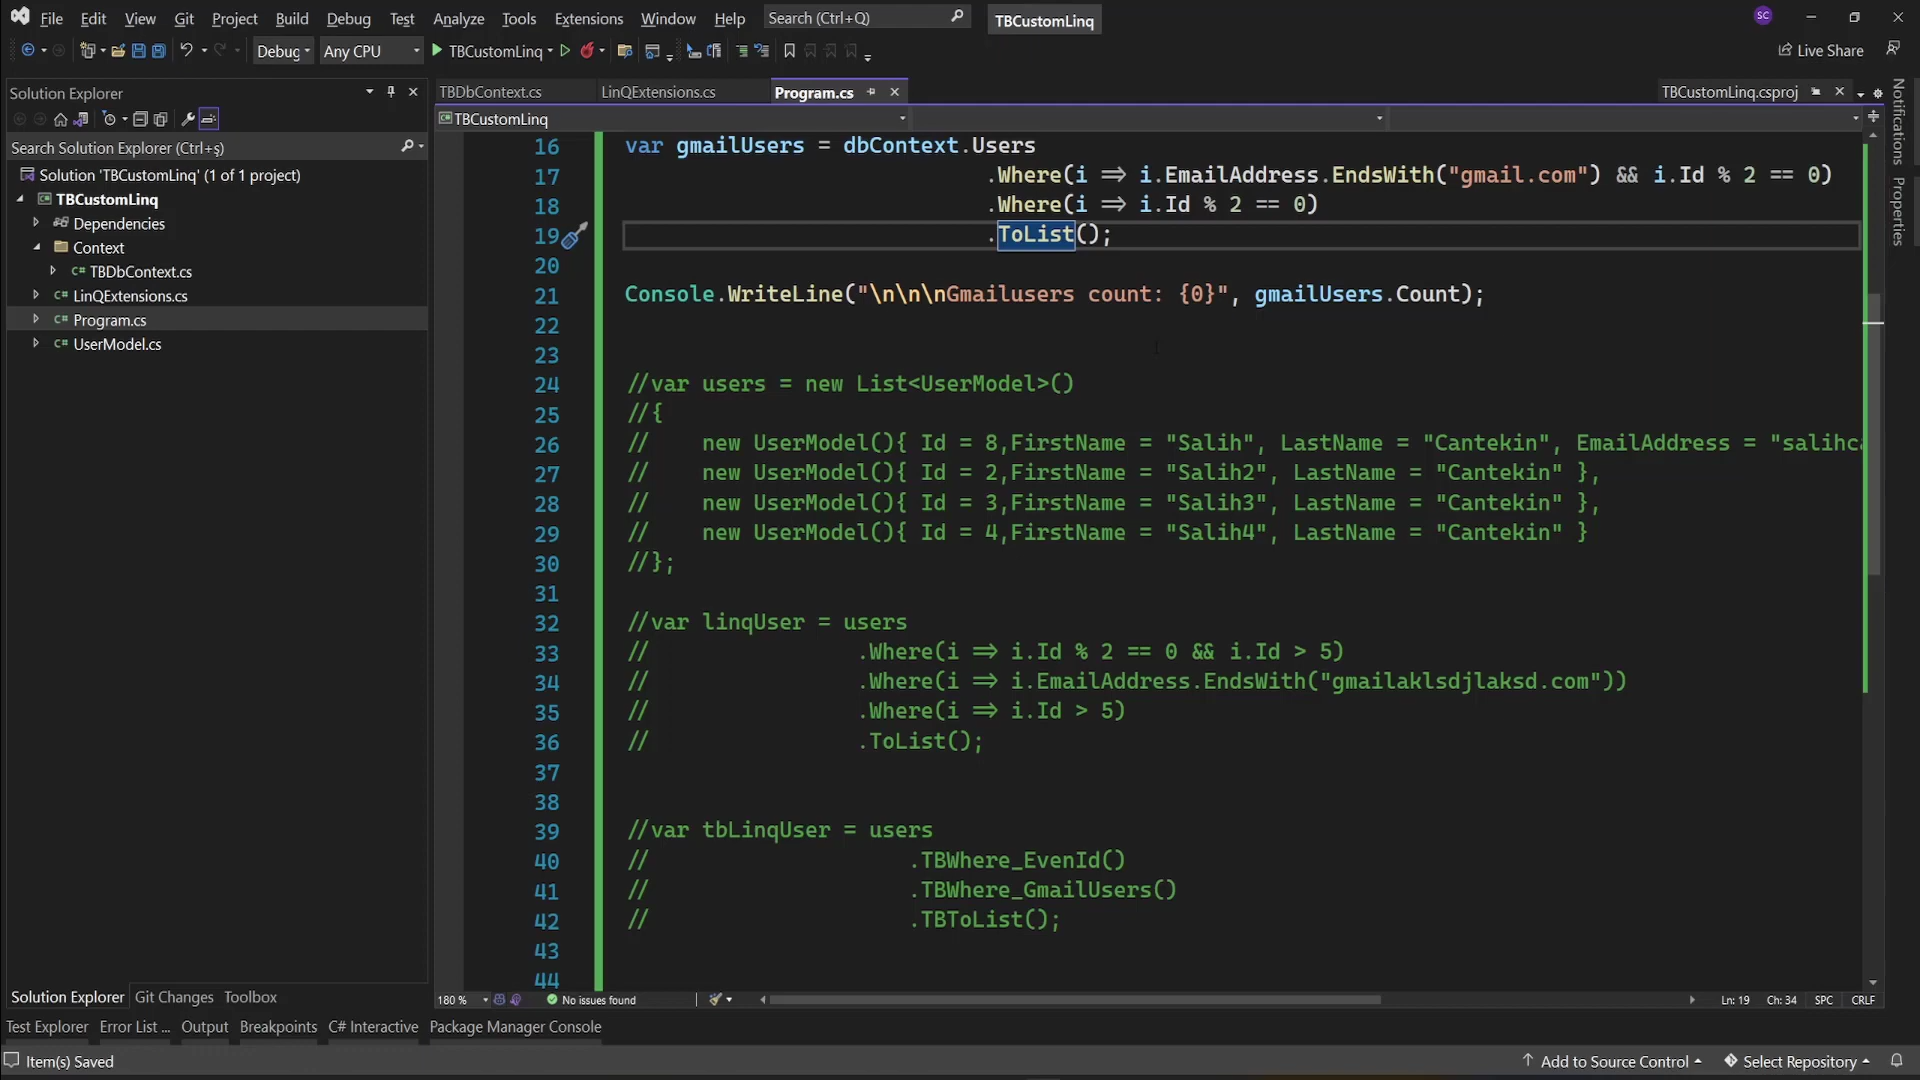 File Edit View Git Project Build Debug Test Analyze Tools Extensions Window Help Search (Ctrl+Q) TBCustomLinq SC
Debug Any CPU TBCustomLinq Live Share
Solution Explorer
TBDbContext.cs LinQExtensions.cs Program.cs TBCustomLinq.csproj
TBCustomLinq
Search Solution Explorer (Ctrl+ş)
Solution 'TBCustomLinq' (1 of 1 project)
TBCustomLinq
Dependencies
Context
C# TBDbContext.cs
C# LinQExtensions.cs
C# Program.cs
C# UserModel.cs
16 var gmailUsers = dbContext.Users
17 .Where(i => i.EmailAddress.EndsWith("gmail.com") && i.Id % 2 == 0)
18 .Where(i => i.Id % 2 == 0)
19 .ToList();
20
21 Console.WriteLine("\n\n\nGmailusers count: {0}", gmailUsers.Count);
22
23
24 //var users = new List<UserModel>()
25 //{
26 // new UserModel(){ Id = 8,FirstName = "Salih", LastName = "Cantekin", EmailAddress = "salihc
27 // new UserModel(){ Id = 2,FirstName = "Salih2", LastName = "Cantekin" },
28 // new UserModel(){ Id = 3,FirstName = "Salih3", LastName = "Cantekin" },
29 // new UserModel(){ Id = 4,FirstName = "Salih4", LastName = "Cantekin" }
30 //};
31
32 //var linqUser = users
33 // .Where(i => i.Id % 2 == 0 && i.Id > 5)
34 // .Where(i => i.EmailAddress.EndsWith("gmailaklsdjlaksd.com"))
35 // .Where(i => i.Id > 5)
36 // .ToList();
37
38
39 //var tbLinqUser = users
40 // .TBWhere_EvenId()
41 // .TBWhere_GmailUsers()
42 // .TBToList();
43
44
Notifications
Properties
Solution Explorer Git Changes Toolbox
180 % No issues found Ln: 19 Ch: 34 SPC CRLF
Test Explorer Error List ... Output Breakpoints C# Interactive Package Manager Console
Item(s) Saved Add to Source Control Select Repository